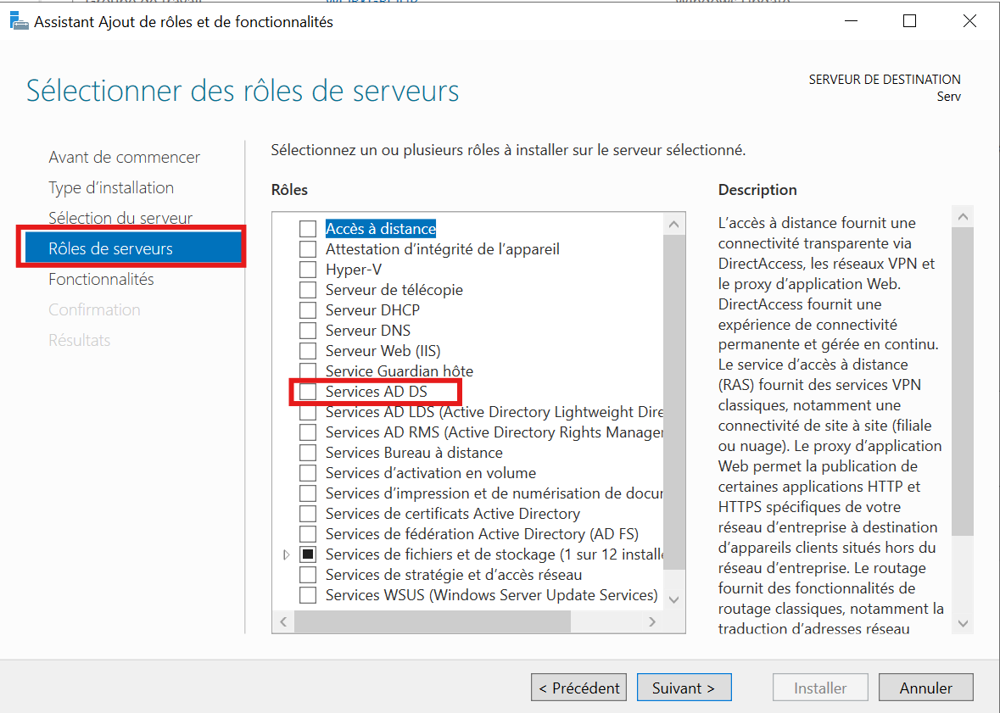 Assistant Ajout de rôles et de fonctionnalités
Sélectionner des rôles de serveurs
SERVEUR DE DESTINATION
Serv
Avant de commencer
Type d'installation
Sélection du serveur
Rôles de serveurs
Fonctionnalités
Confirmation
Résultats
Sélectionnez un ou plusieurs rôles à installer sur le serveur sélectionné.
Rôles
Accès à distance
Attestation d'intégrité de l'appareil
Hyper-V
Serveur de télécopie
Serveur DHCP
Serveur DNS
Serveur Web (IIS)
Service Guardian hôte
Services AD DS
Services AD LDS (Active Directory Lightweight Dire
Services AD RMS (Active Directory Rights Manager
Services Bureau à distance
Services d'activation en volume
Services d'impression et de numérisation de docur
Services de certificats Active Directory
Services de fédération Active Directory (AD FS)
Services de fichiers et de stockage (1 sur 12 installé
Services de stratégie et d'accès réseau
Services WSUS (Windows Server Update Services)
Description
L'accès à distance fournit une
connectivité transparente via
DirectAccess, les réseaux VPN et
le proxy d'application Web.
DirectAccess fournit une
expérience de connectivité
permanente et gérée en continu.
Le service d'accès à distance
(RAS) fournit des services VPN
classiques, notamment une
connectivité de site à site (filiale
ou nuage). Le proxy d'application
Web permet la publication de
certaines applications HTTP et
HTTPS spécifiques de votre
réseau d'entreprise à destination
d'appareils clients situés hors du
réseau d'entreprise. Le routage
fournit des fonctionnalités de
routage classiques, notamment la
traduction d'adresses réseau
< Précédent
Suivant >
Installer
Annuler